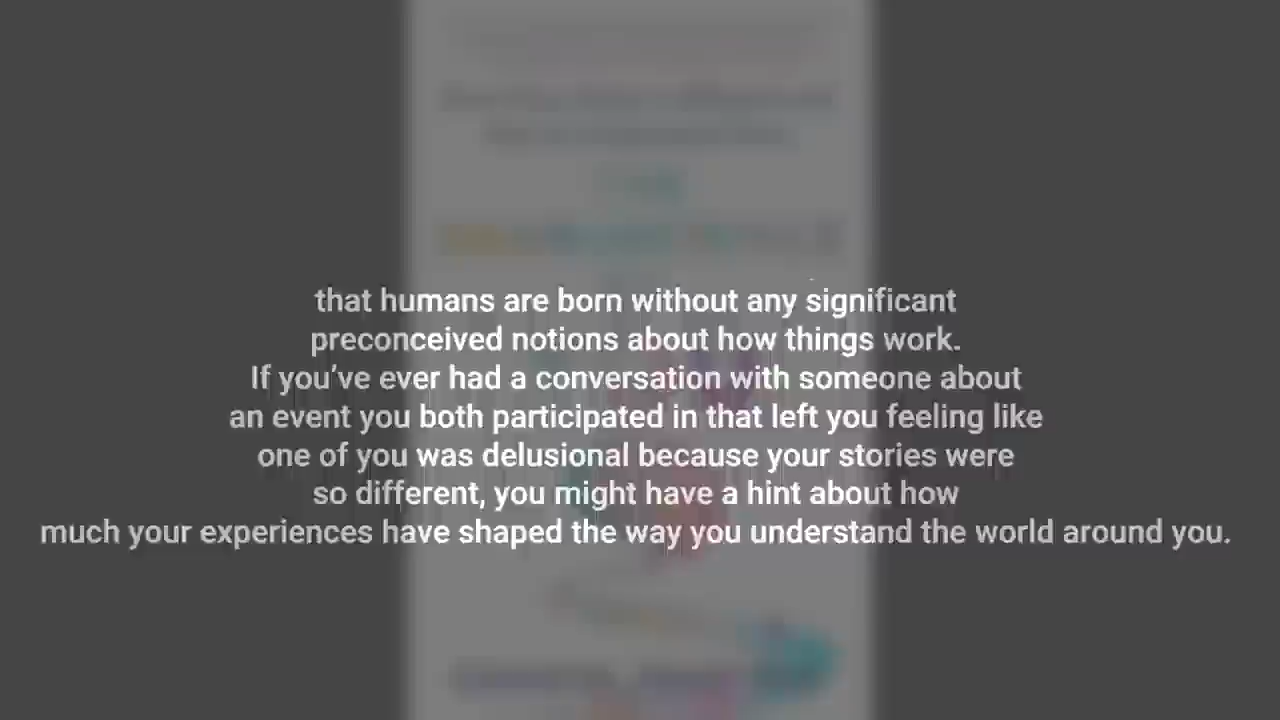 that humans are born without any significant
preconceived notions about how things work.
If you've ever had a conversation with someone about
an event you both participated in that left you feeling like
one of you was delusional because your stories were
so different, you might have a hint about how
much your experiences have shaped the way you understand the world around you.